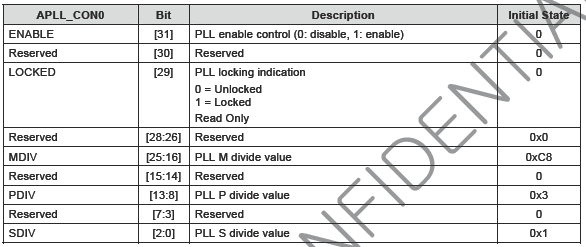 APLL_CON0 Bit Description Initial State
ENABLE [31] PLL enable control (0: disable, 1: enable) 0
Reserved [30] Reserved 0
LOCKED [29] PLL locking indication 0
0 = Unlocked
1 = Locked
Read Only
Reserved [28:26] Reserved 0x0
MDIV [25:16] PLL M divide value 0xC8
Reserved [15:14] Reserved 0
PDIV [13:8] PLL P divide value 0x3
Reserved [7:3] Reserved 0
SDIV [2:0] PLL S divide value 0x1
NFIDENTIA